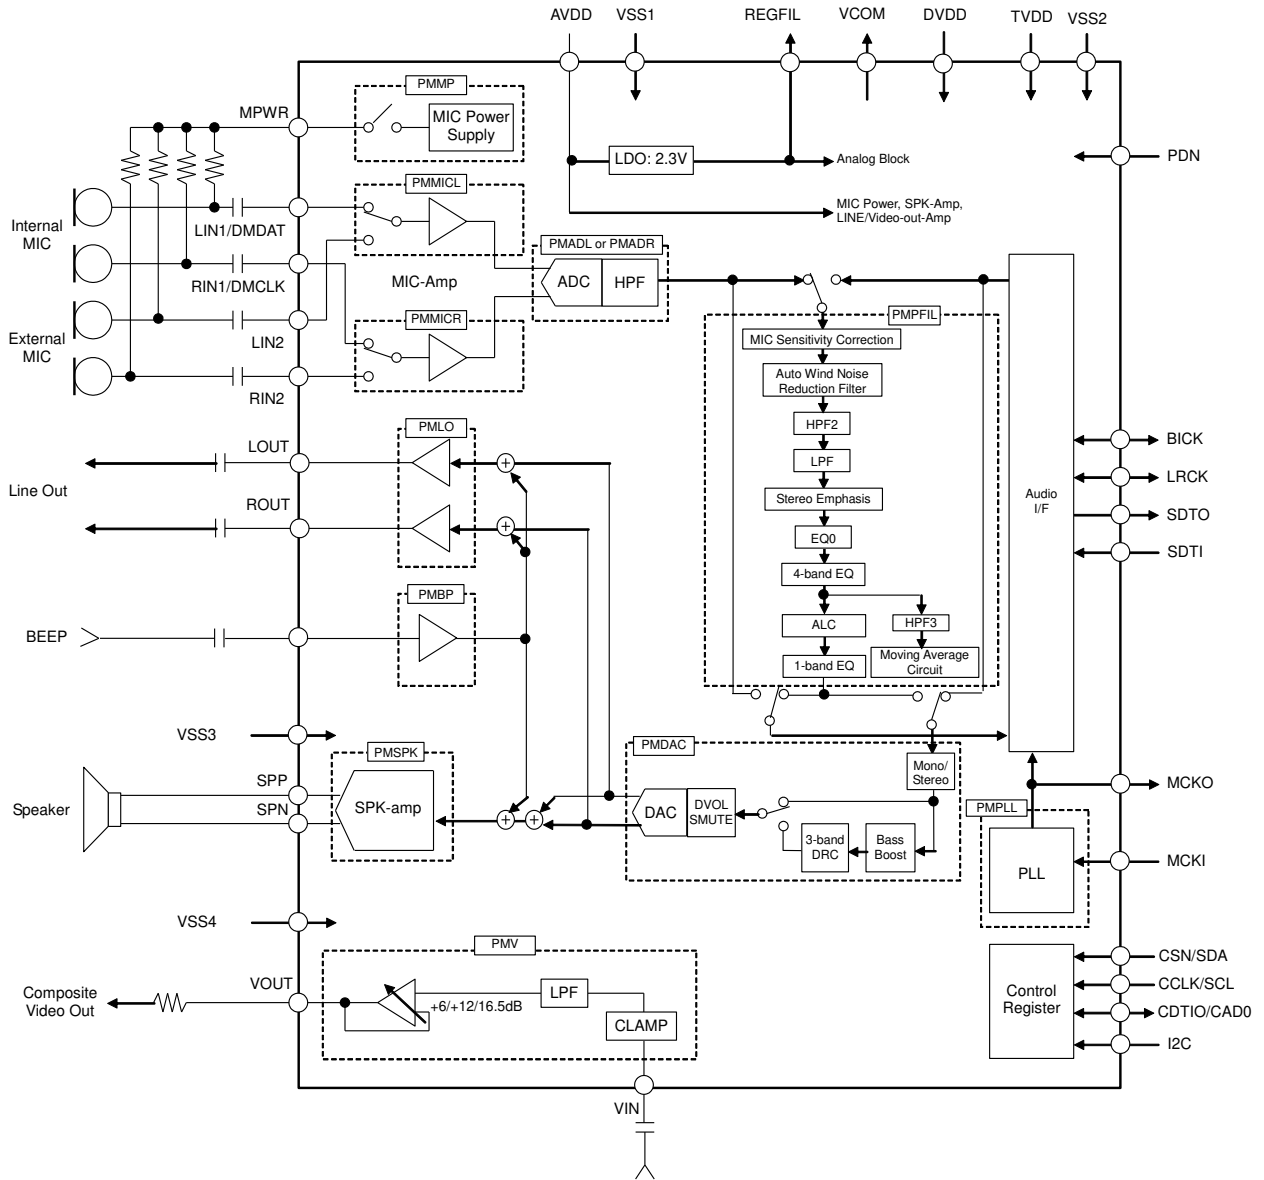 AVDD VSS1 REGFIL VCOM DVDD TVDD VSS2
PMMP
MPWR
MIC Power
Supply
LDO: 2.3V
Analog Block
PDN
PMMICL
MIC Power, SPK-Amp,
LINE/Video-out-Amp
Internal
MIC
LIN1/DMDAT
PMADL or PMADR
ADC HPF
RIN1/DMCLK
MIC-Amp
PMMICR
PMPFIL
External
MIC
LIN2
MIC Sensitivity Correction
Auto Wind Noise
Reduction Filter
RIN2
HPF2
PMLO
LOUT
LPF
BICK
Line Out
LRCK
Stereo Emphasis
Audio
I/F
ROUT
SDTO
EQ0
SDTI
4-band EQ
PMBP
ALC
HPF3
BEEP
1-band EQ
Moving Average
Circuit
VSS3
PMSPK
PMDAC
Mono/
Stereo
SPP
MCKO
Speaker
SPK-amp
SPN
DAC
DVOL
SMUTE
PMPLL
3-band
DRC
Bass
Boost
MCKI
PLL
VSS4
PMV
CSN/SDA
VOUT
LPF
CCLK/SCL
Composite
Video Out
+6/+12/16.5dB
Control
Register
CDTIO/CAD0
CLAMP
I2C
VIN
+
+
+
+